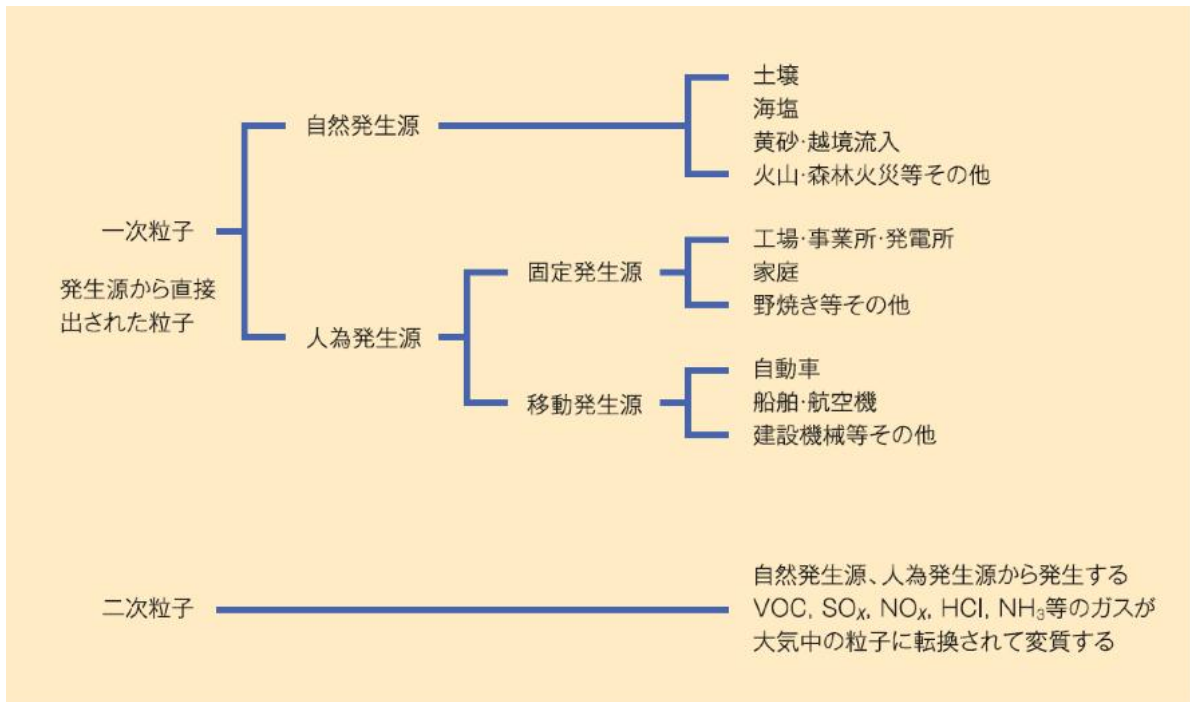 土壌
海塩
黄砂·越境流入
火山·森林火災等その他
自然発生源
一次粒子
発生源から直接
出された粒子
人為発生源
固定発生源
工場·事業所·発電所
家庭
野焼き等その他
移動発生源
自動車
船舶·航空機
建設機械等その他
二次粒子
自然発生源、人為発生源から発生する
VOC, SOx, NOx, HCl, NH₃等のガスが
大気中の粒子に転換されて変質する